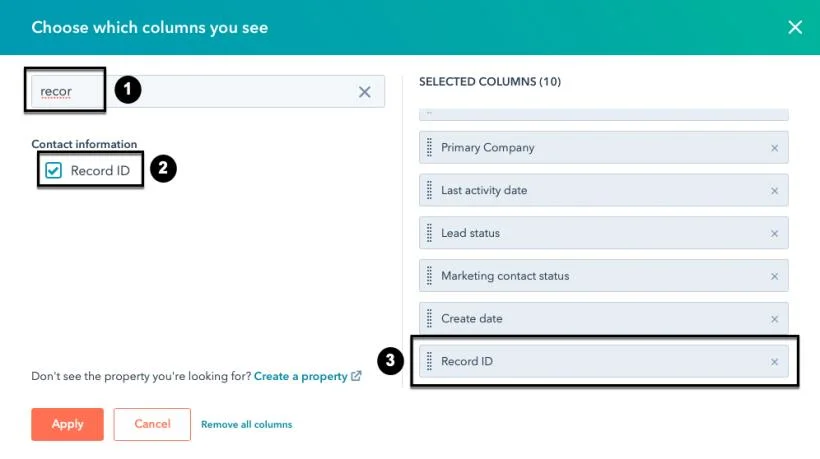 Choose which columns you see
recor
1
Contact information
Record ID
2
Don't see the property you're looking for? Create a property
Apply
Cancel
Remove all columns
SELECTED COLUMNS (10)
Primary Company
Last activity date
Lead status
Marketing contact status
Create date
3
Record ID